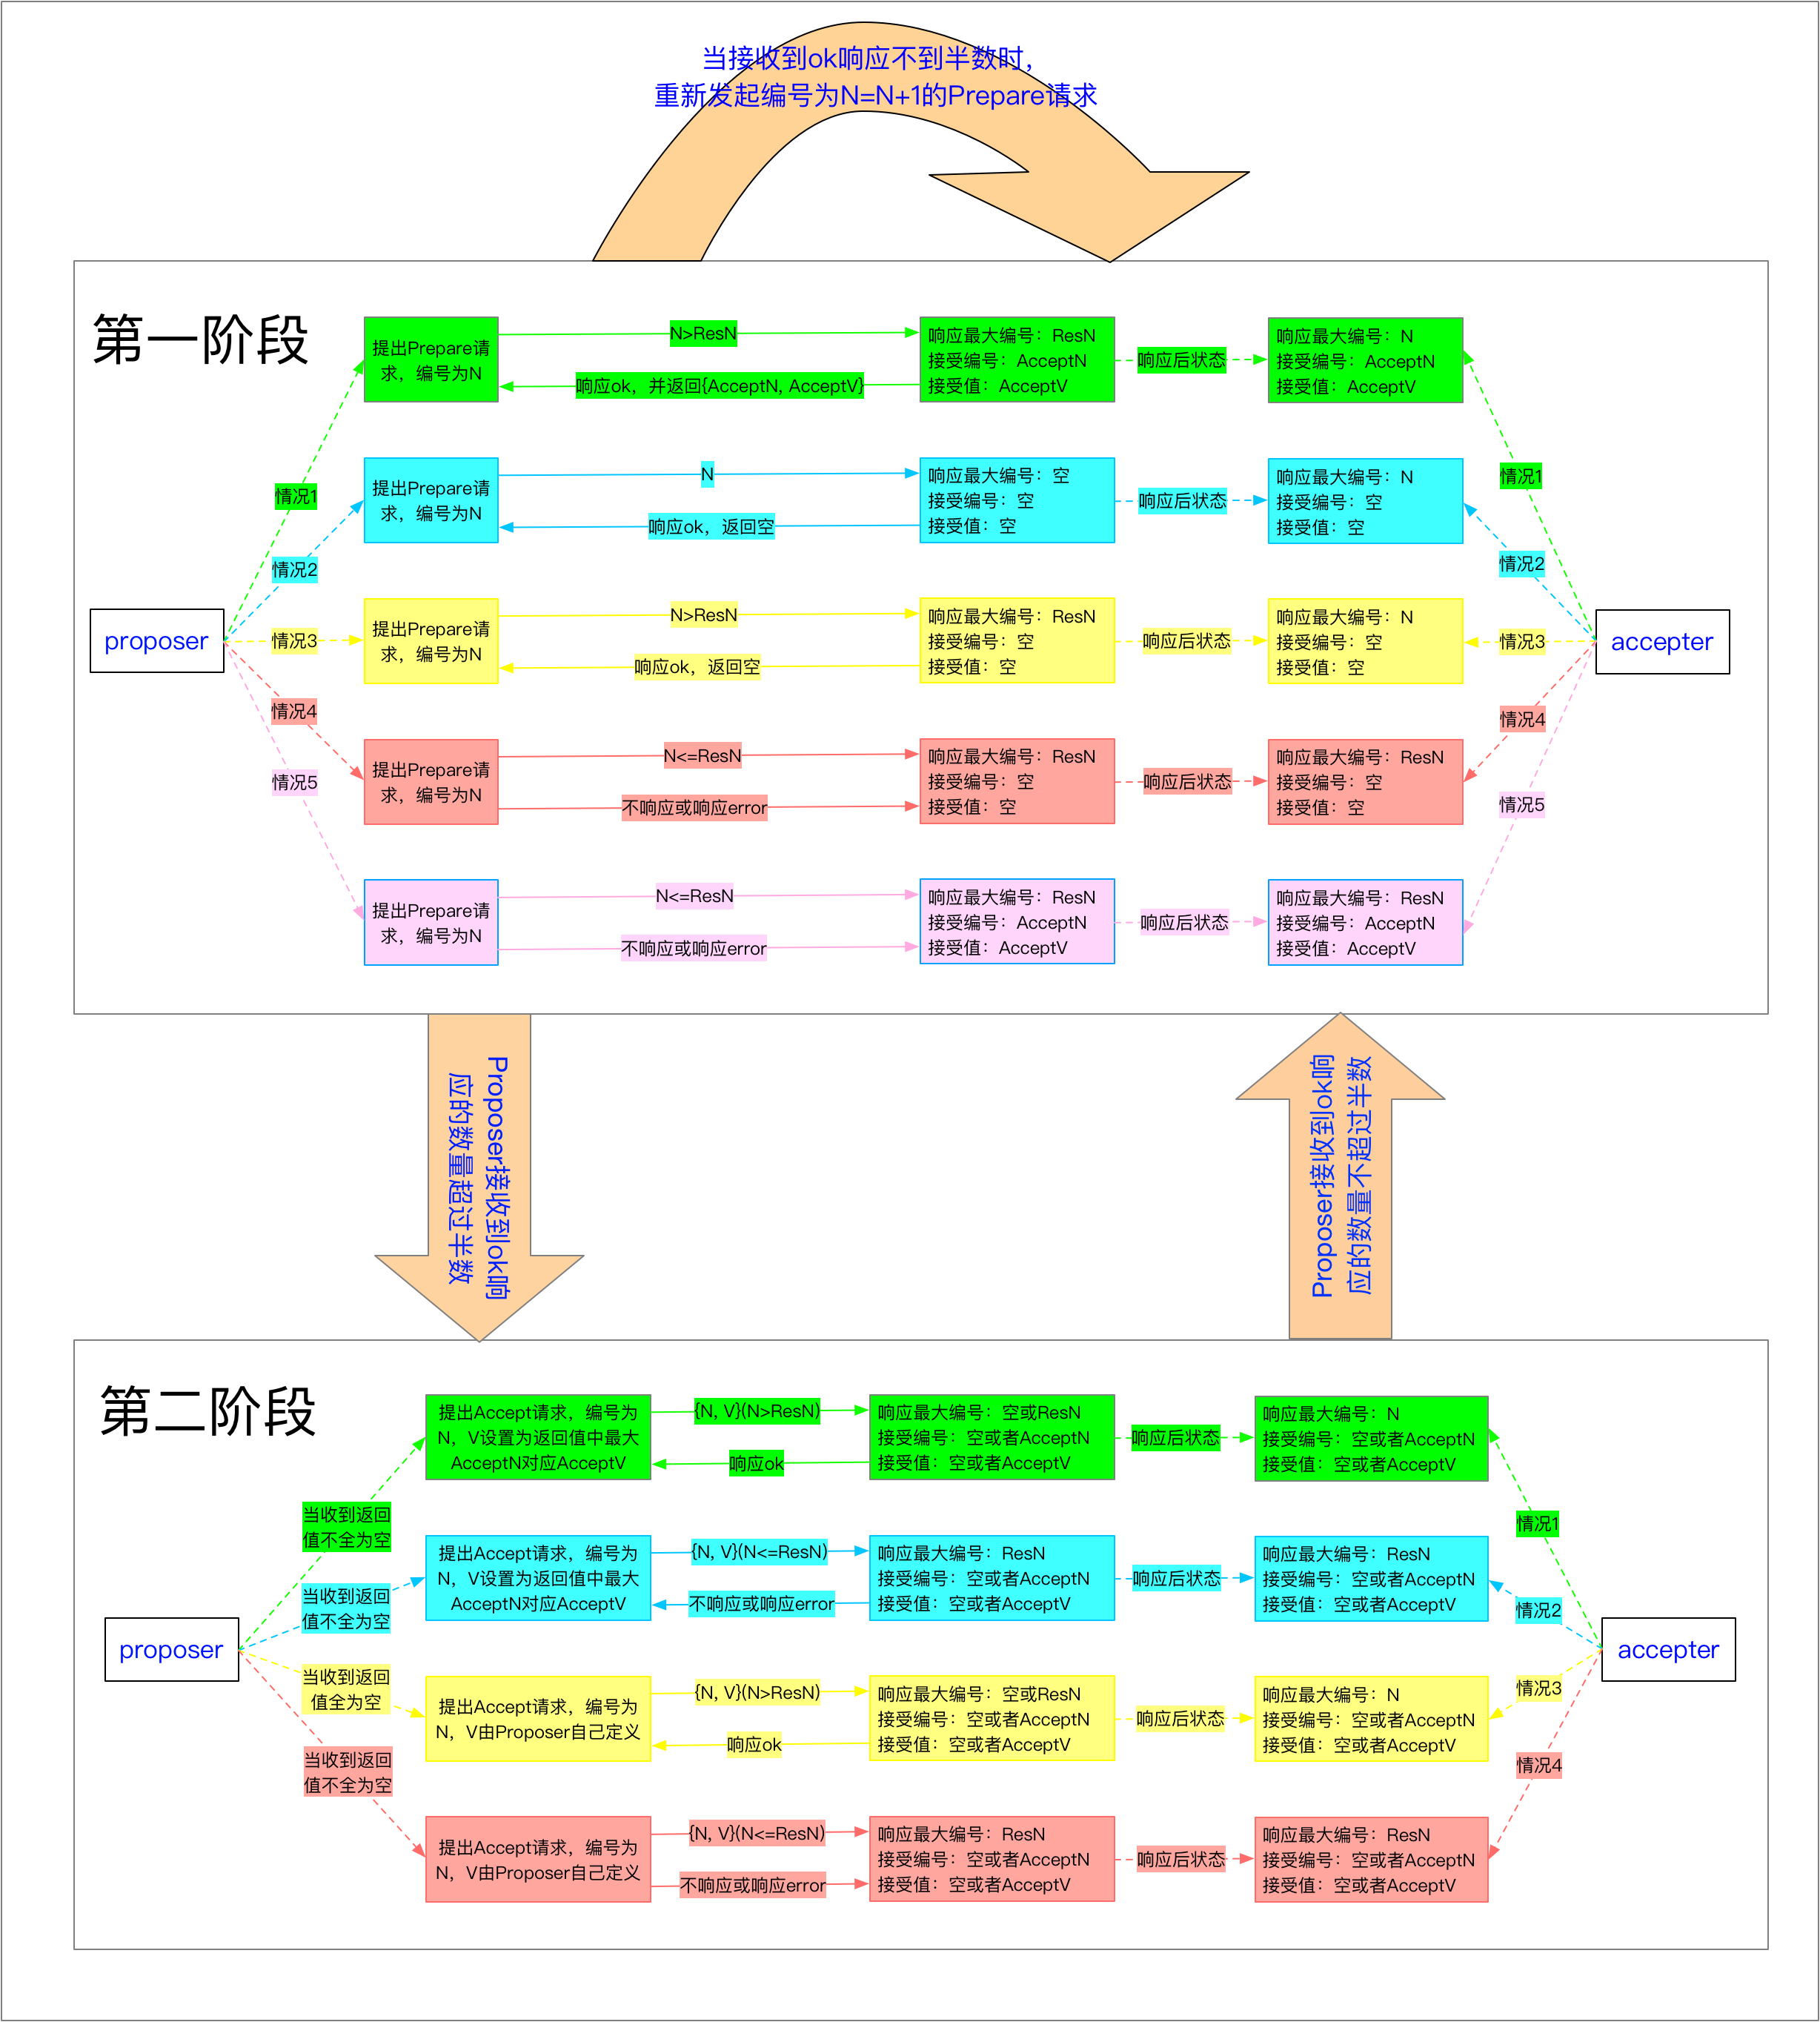 当接收到ok响应不到半数时，
重新发起编号为N=N+1的Prepare请求
第一阶段
提出Prepare请
求，编号为N
N>ResN
响应ok，并返回{AcceptN, AcceptV}
响应最大编号：ResN
接受编号：AcceptN
接受值：AcceptV
响应后状态
响应最大编号：N
接受编号：AcceptN
接受值：AcceptV
情况1
情况1
提出Prepare请
求，编号为N
N
响应ok，返回空
响应最大编号：空
接受编号：空
接受值：空
响应后状态
响应最大编号：N
接受编号：空
接受值：空
情况2
情况2
proposer
情况3
提出Prepare请
求，编号为N
N>ResN
响应ok，返回空
响应最大编号：ResN
接受编号：空
接受值：空
响应后状态
响应最大编号：N
接受编号：空
接受值：空
情况3
accepter
情况4
情况4
提出Prepare请
求，编号为N
N<=ResN
不响应或响应error
响应最大编号：ResN
接受编号：空
接受值：空
响应后状态
响应最大编号：ResN
接受编号：空
接受值：空
情况5
情况5
提出Prepare请
求，编号为N
N<=ResN
不响应或响应error
响应最大编号：ResN
接受编号：AcceptN
接受值：AcceptV
响应后状态
响应最大编号：ResN
接受编号：AcceptN
接受值：AcceptV
Proposer接收到ok响
应的数量超过半数
Proposer接收到ok响
应的数量不超过半数
第二阶段
提出Accept请求，编号为
N，V设置为返回值中最大
AcceptN对应AcceptV
{N, V}(N>ResN)
响应ok
响应最大编号：空或ResN
接受编号：空或者AcceptN
接受值：空或者AcceptV
响应后状态
响应最大编号：N
接受编号：空或者AcceptN
接受值：空或者AcceptV
当收到返回
值不全为空
情况1
提出Accept请求，编号为
N，V设置为返回值中最大
AcceptN对应AcceptV
{N, V}(N<=ResN)
不响应或响应error
响应最大编号：ResN
接受编号：空或者AcceptN
接受值：空或者AcceptV
响应后状态
响应最大编号：ResN
接受编号：空或者AcceptN
接受值：空或者AcceptV
当收到返回
值不全为空
情况2
proposer
accepter
当收到返回
值全为空
提出Accept请求，编号为
N，V由Proposer自己定义
{N, V}(N>ResN)
响应ok
响应最大编号：空或ResN
接受编号：空或者AcceptN
接受值：空或者AcceptV
响应后状态
响应最大编号：N
接受编号：空或者AcceptN
接受值：空或者AcceptV
情况3
当收到返回
值不全为空
情况4
提出Accept请求，编号为
N，V由Proposer自己定义
{N, V}(N<=ResN)
不响应或响应error
响应最大编号：ResN
接受编号：空或者AcceptN
接受值：空或者AcceptV
响应后状态
响应最大编号：ResN
接受编号：空或者AcceptN
接受值：空或者AcceptV